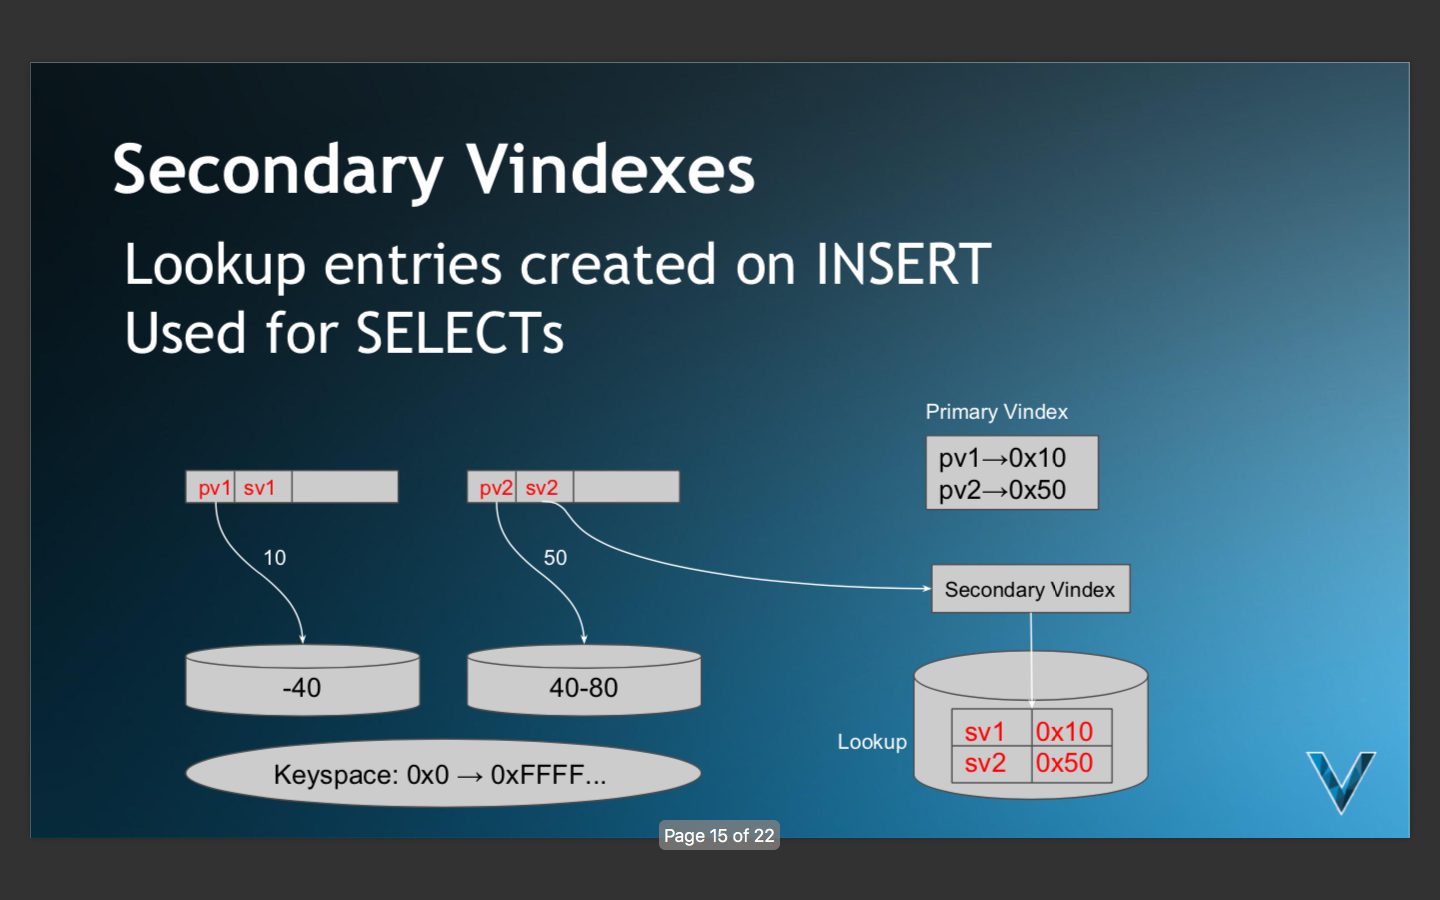 Secondary Vindexes
Lookup entries created on INSERT
Used for SELECTs
Primary Vindex
pv1→0x10
pv2→0x50
pv1 sv1
pv2 sv2
10
50
Secondary Vindex
-40
40-80
Lookup
sv1 0x10
sv2 0x50
Keyspace: 0x0 → 0xFFFF...
Page 15 of 22